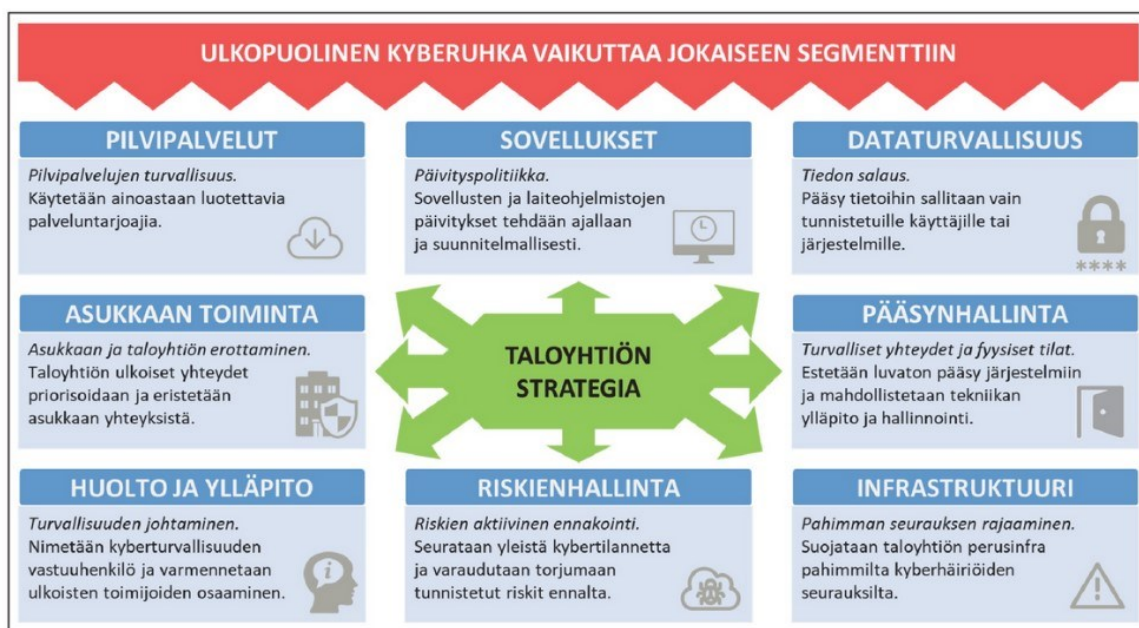 ULKOPUOLINEN KYBERUHKA VAIKUTTAA JOKAISEEN SEGMENTTIIN
PILVIPALVELUT
Pilvipalvelujen turvallisuus.
Käytetään ainoastaan luotettavia
palveluntarjoajia.
SOVELLUKSET
Päivityspolitiikka.
Sovellusten ja laiteohjelmistojen
päivitykset tehdään ajallaan
ja suunnitelmallisesti.
DATATURVALLISUUS
Tiedon salaus.
Pääsy tietoihin sallitaan vain
tunnistetuille käyttäjille tai
järjestelmille.
****
ASUKKAAN TOIMINTA
Asukkaan ja taloyhtiön erottaminen.
Taloyhtiön ulkoiset yhteydet
priorisoidaan ja eristetään
asukkaan yhteyksistä.
TALOYHTIÖN
STRATEGIA
PÄÄSYNHALLINTA
Turvalliset yhteydet ja fyysiset tilat.
Estetään luvaton pääsy järjestelmiin
ja mahdollistetaan tekniikan
ylläpito ja hallinnointi.
HUOLTO JA YLLÄPITO
Turvallisuuden johtaminen.
Nimetään kyberturvallisuuden
vastuuhenkilö ja varmennetaan
ulkoisten toimijoiden osaaminen.
i
RISKIENHALLINTA
Riskien aktiivinen ennakointi.
Seurataan yleistä kybertilannetta
ja varaudutaan torjumaan
tunnistetut riskit ennalta.
INFRASTRUKTUURI
Pahimman seurauksen rajaaminen.
Suojataan taloyhtiön perusinfra
pahimmilta kyberhäiriöiden
seurauksilta.